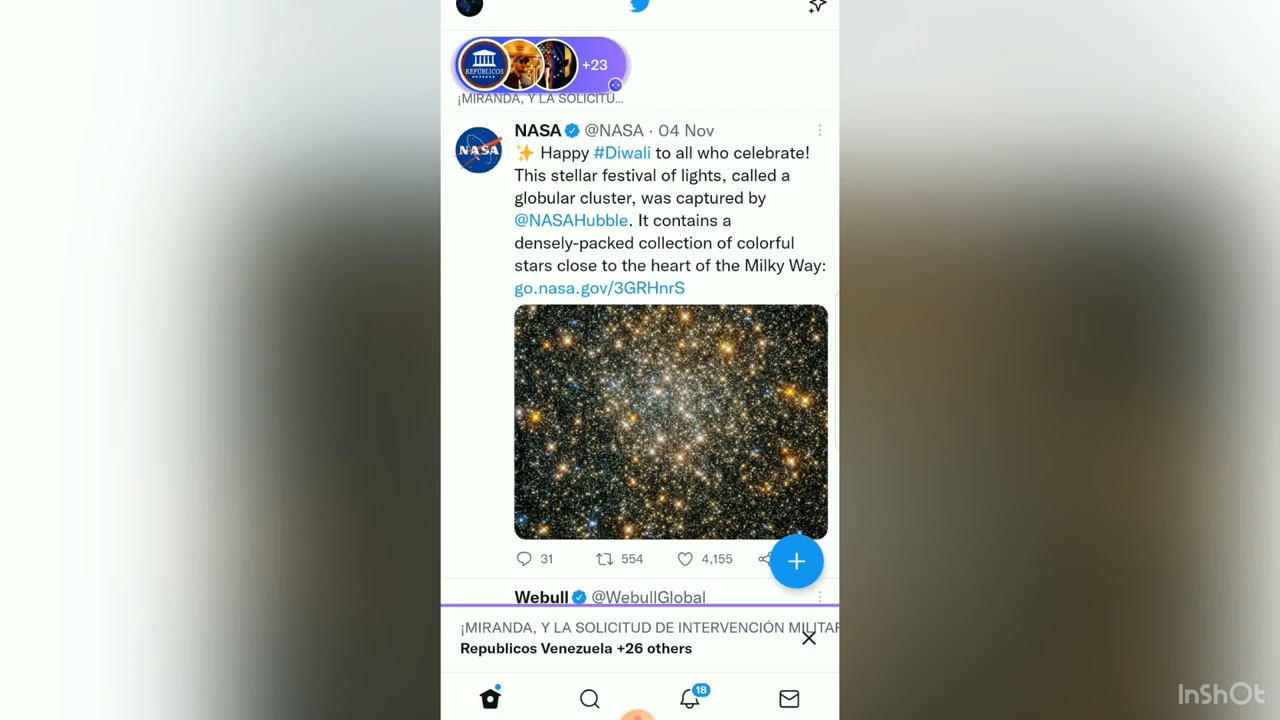 REPÚBLICOS
+23
¡MIRANDA, Y LA SOLICITU...
NASA @NASA · 04 Nov
NASA
✨ Happy #Diwali to all who celebrate!
This stellar festival of lights, called a
globular cluster, was captured by
@NASAHubble. It contains a
densely-packed collection of colorful
stars close to the heart of the Milky Way:
go.nasa.gov/3GRHnrS
31 554 4,155
Webull @WebullGlobal
¡MIRANDA, Y LA SOLICITUD DE INTERVENCIÓN MILITAR
Republicos Venezuela +26 others
18
InShOt